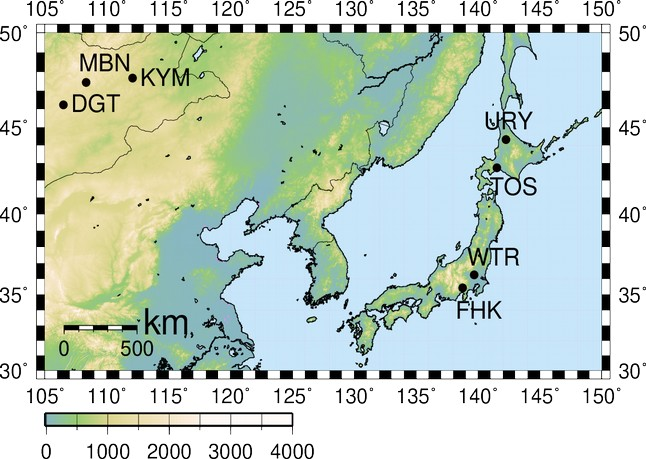 105° 110° 115° 120° 125° 130° 135° 140° 145° 150°
50° 50°
MBN
KYM
DGT
URY
45° 45°
TOS
40° 40°
WTR
35° 35°
FHK
km
0 500
30° 30°
105° 110° 115° 120° 125° 130° 135° 140° 145° 150°
0 1000 2000 3000 4000